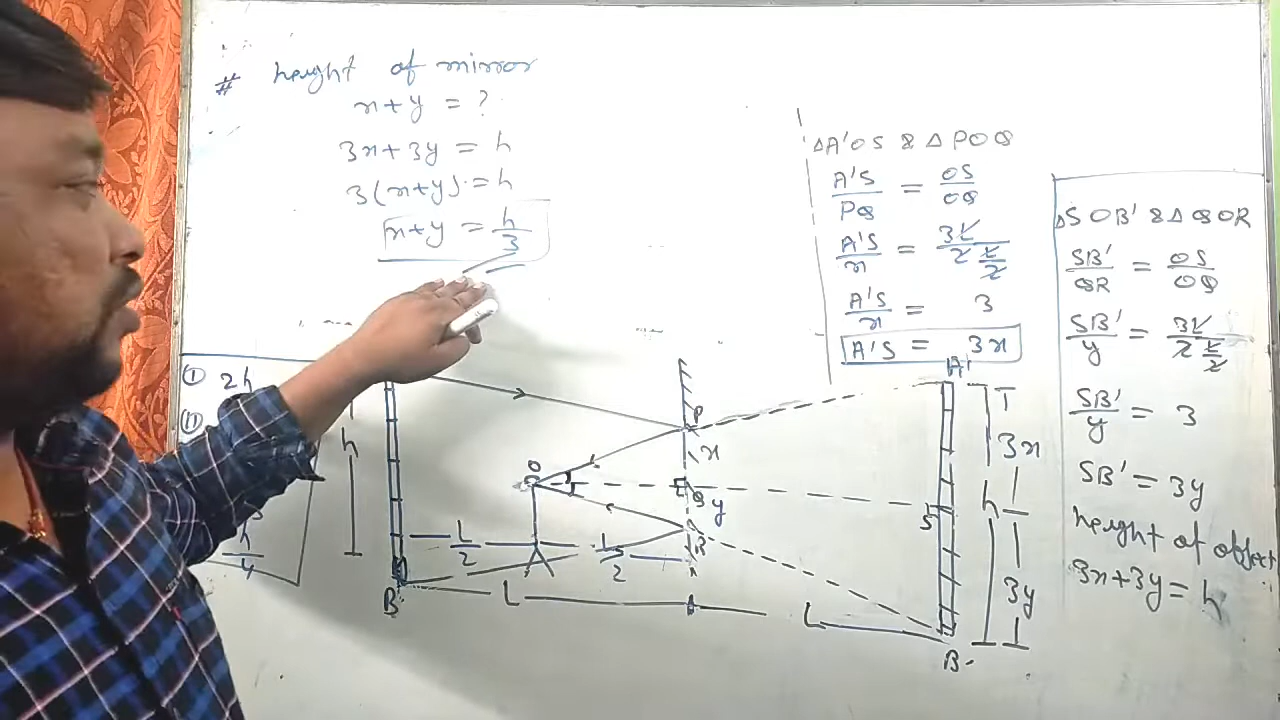 # height of mirror
x + y = ?
3x + 3y = h
3(x+y) = h
x+y = h/3
ΔA'OS & ΔPOQ
A'S/PQ = OS/OQ
A'S/x = 3L/2 L/2
A'S/x = 3
A'S = 3x
ΔSOB' & ΔQOR
SB'/QR = OS/OQ
SB'/y = 3L/2 L/2
SB'/y = 3
SB' = 3y
height of object
3x+3y = h
① 2h
②
h/4
h
O
P
x
Q
y
R
A'
S
T
3x
h
3y
L/2
L/2
B
L
L
B'